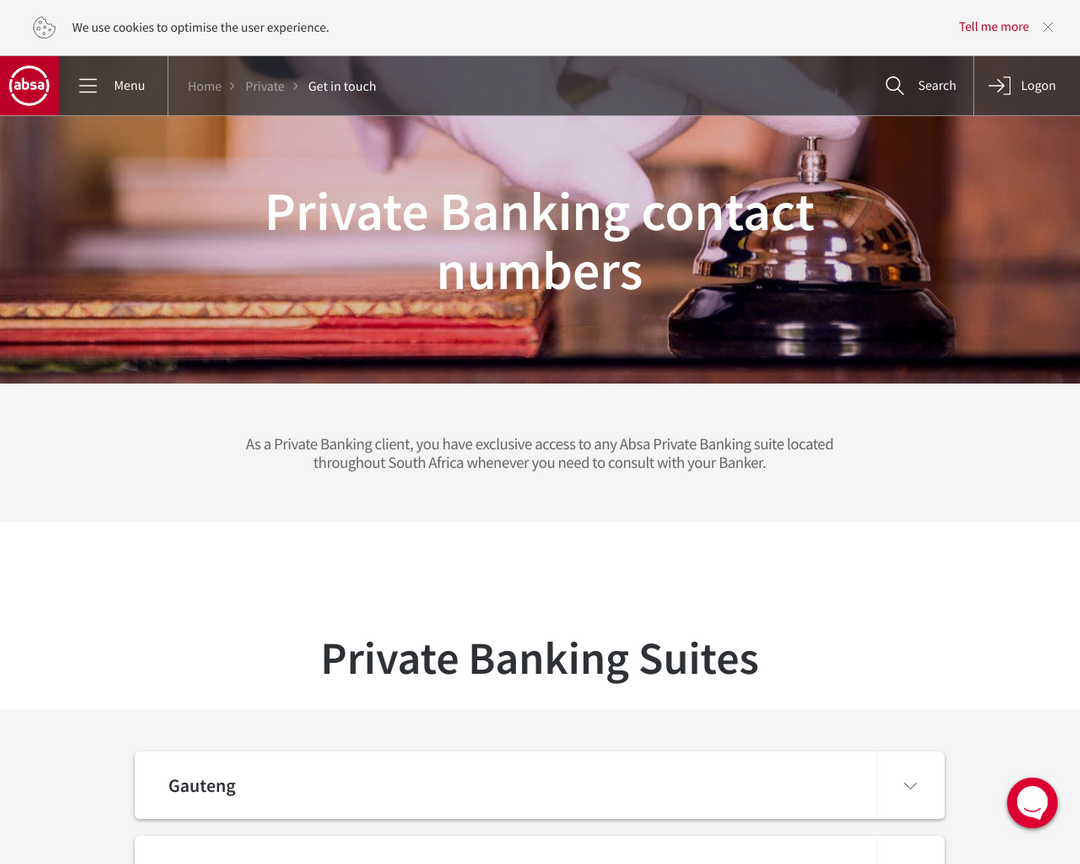 We use cookies to optimise the user experience.
Tell me more
absa
Menu
Home
Private
Get in touch
Search
Logon
Private Banking contact
numbers
As a Private Banking client, you have exclusive access to any Absa Private Banking suite located
throughout South Africa whenever you need to consult with your Banker.
Private Banking Suites
Gauteng